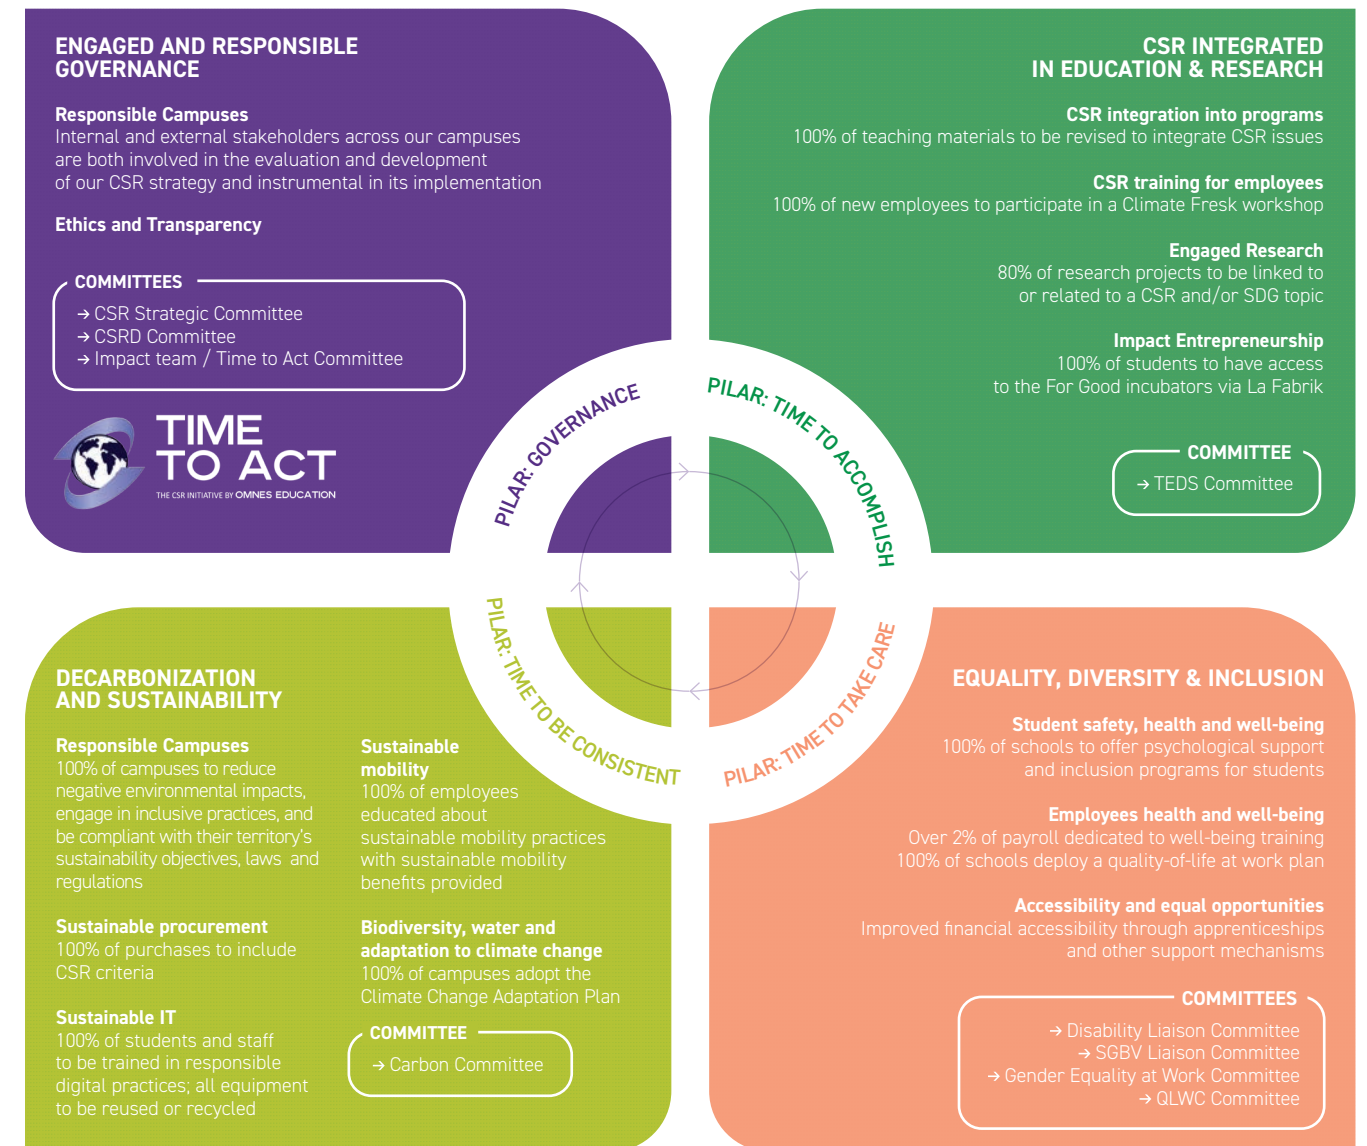 ENGAGED AND RESPONSIBLE
GOVERNANCE
Responsible Campuses
Internal and external stakeholders across our campuses
are both involved in the evaluation and development
of our CSR strategy and instrumental in its implementation
Ethics and Transparency
COMMITTEES
→ CSR Strategic Committee
→ CSRD Committee
→ Impact team / Time to Act Committee
TIME
TO ACT
THE CSR INITIATIVE BY OMNES EDUCATION
PILAR: GOVERNANCE
CSR INTEGRATED
IN EDUCATION & RESEARCH
CSR integration into programs
100% of teaching materials to be revised to integrate CSR issues
CSR training for employees
100% of new employees to participate in a Climate Fresk workshop
Engaged Research
80% of research projects to be linked to
or related to a CSR and/or SDG topic
Impact Entrepreneurship
100% of students to have access
to the For Good incubators via La Fabrik
COMMITTEE
→ TEDS Committee
PILAR: TIME TO ACCOMPLISH
DECARBONIZATION
AND SUSTAINABILITY
Responsible Campuses
100% of campuses to reduce
negative environmental impacts,
engage in inclusive practices, and
be compliant with their territory's
sustainability objectives, laws and
regulations
Sustainable procurement
100% of purchases to include
CSR criteria
Sustainable IT
100% of students and staff
to be trained in responsible
digital practices; all equipment
to be reused or recycled
Sustainable
mobility
100% of employees
educated about
sustainable mobility practices
with sustainable mobility
benefits provided
Biodiversity, water and
adaptation to climate change
100% of campuses adopt the
Climate Change Adaptation Plan
COMMITTEE
→ Carbon Committee
PILAR: TIME TO BE CONSISTENT
PILAR: TIME TO TAKE CARE
EQUALITY, DIVERSITY & INCLUSION
Student safety, health and well-being
100% of schools to offer psychological support
and inclusion programs for students
Employees health and well-being
Over 2% of payroll dedicated to well-being training
100% of schools deploy a quality-of-life at work plan
Accessibility and equal opportunities
Improved financial accessibility through apprenticeships
and other support mechanisms
COMMITTEES
→ Disability Liaison Committee
→ SGBV Liaison Committee
→ Gender Equality at Work Committee
→ QLWC Committee